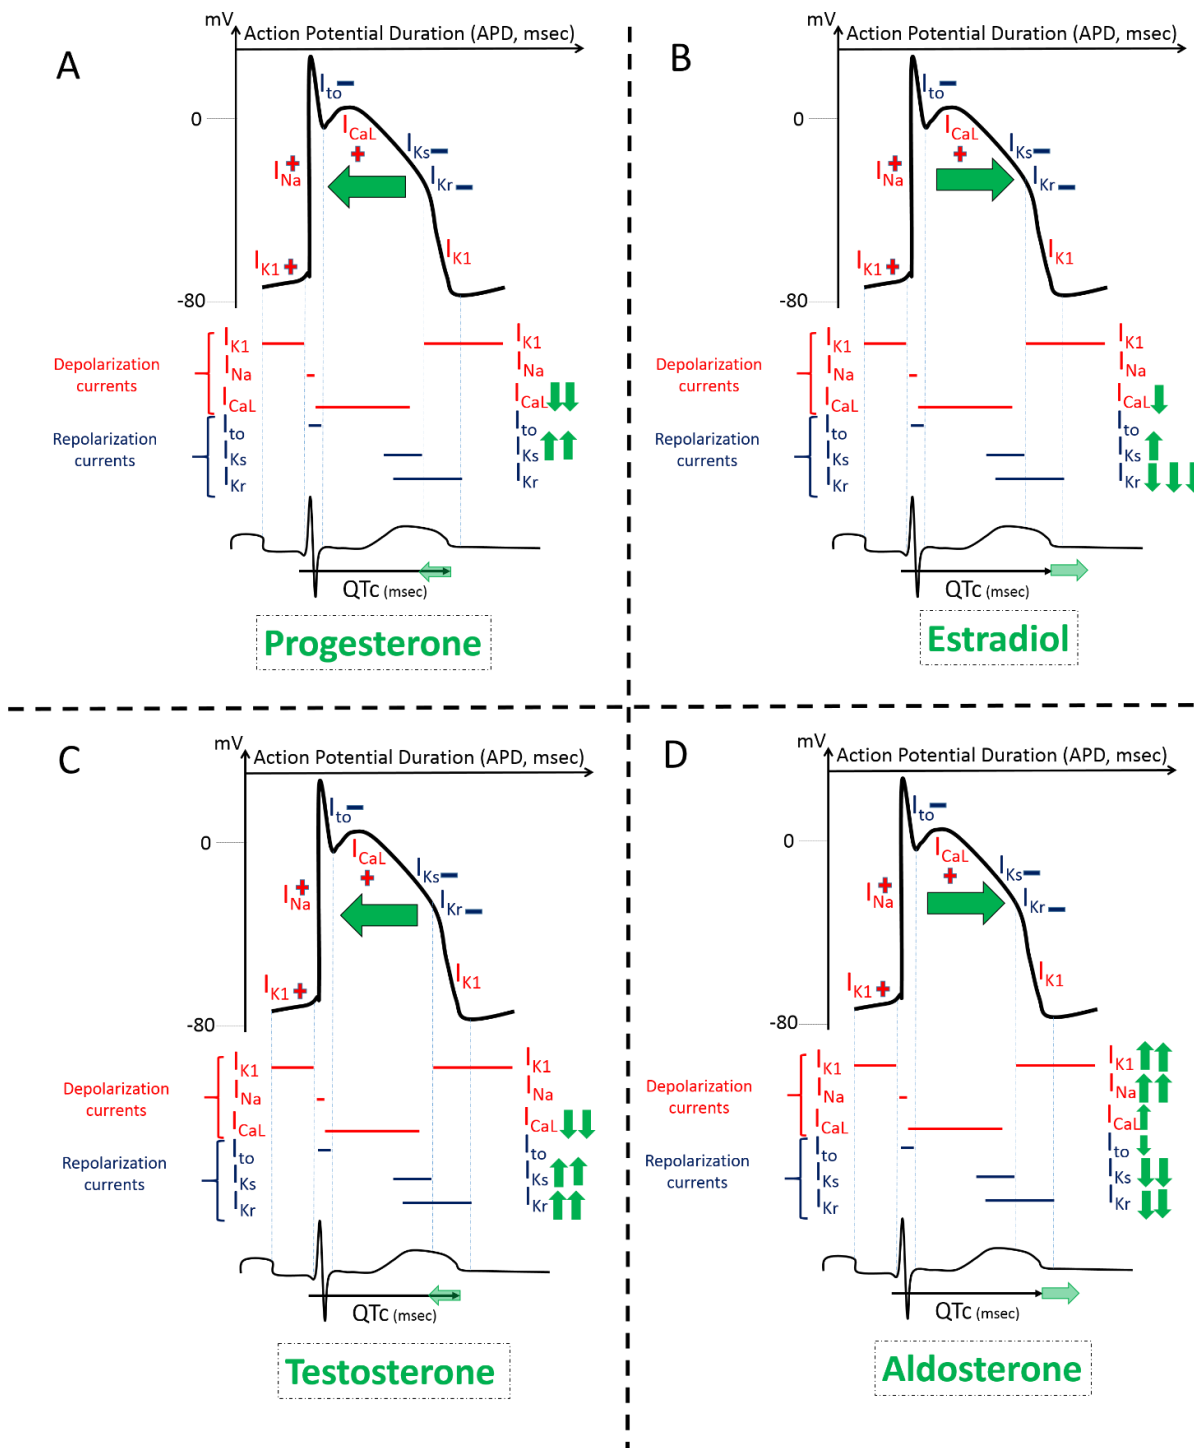 A
mV
Action Potential Duration (APD, msec)
Ito
0
ICaL
IKs
INa
IKr
IK1
IK1
-80
Depolarization
currents
IK1
INa
ICaL
IK1
INa
ICaL
Repolarization
currents
Ito
IKs
IKr
Ito
IKs
IKr
QTc (msec)
Progesterone
B
mV
Action Potential Duration (APD, msec)
Ito
0
ICaL
IKs
INa
IKr
IK1
IK1
-80
Depolarization
currents
IK1
INa
ICaL
IK1
INa
ICaL
Repolarization
currents
Ito
IKs
IKr
Ito
IKs
IKr
QTc (msec)
Estradiol
C
mV
Action Potential Duration (APD, msec)
Ito
0
ICaL
IKs
INa
IKr
IK1
IK1
-80
Depolarization
currents
IK1
INa
ICaL
IK1
INa
ICaL
Repolarization
currents
Ito
IKs
IKr
Ito
IKs
IKr
QTc (msec)
Testosterone
D
mV
Action Potential Duration (APD, msec)
Ito
0
ICaL
IKs
INa
IKr
IK1
IK1
-80
Depolarization
currents
IK1
INa
ICaL
IK1
INa
ICaL
Repolarization
currents
Ito
IKs
IKr
Ito
IKs
IKr
QTc (msec)
Aldosterone